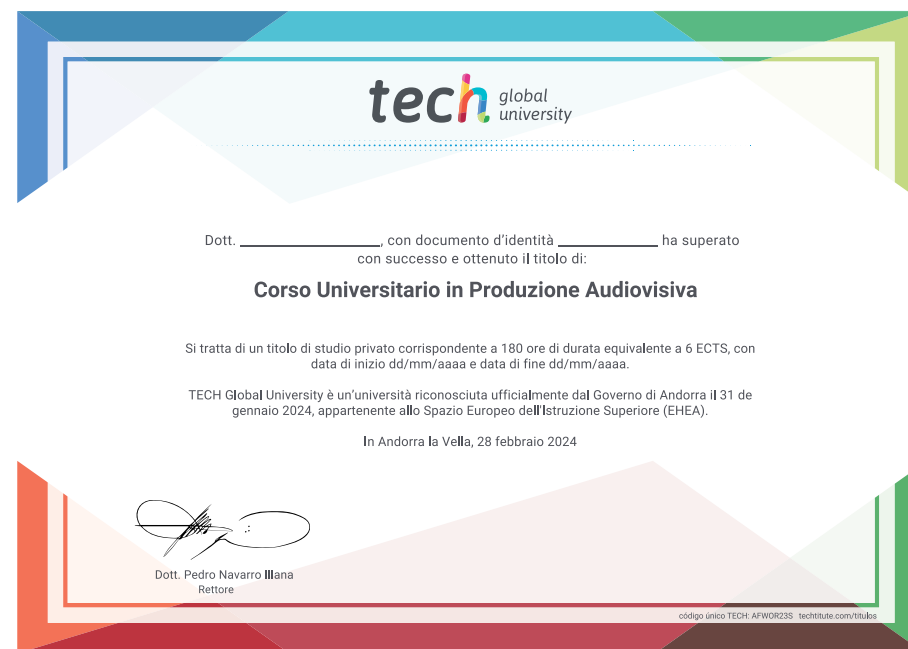 tech global university
Dott. ____________, con documento d'identità ____________ ha superato
con successo e ottenuto il titolo di:
Corso Universitario in Produzione Audiovisiva
Si tratta di un titolo di studio privato corrispondente a 180 ore di durata equivalente a 6 ECTS, con
data di inizio dd/mm/aaaa e data di fine dd/mm/aaaa.
TECH Global University è un'università riconosciuta ufficialmente dal Governo di Andorra il 31 de
gennaio 2024, appartenente allo Spazio Europeo dell'Istruzione Superiore (EHEA).
In Andorra la Vella, 28 febbraio 2024
Dott. Pedro Navarro Illana
Rettore
código único TECH: AFWOR23S techtitute.com/titulos